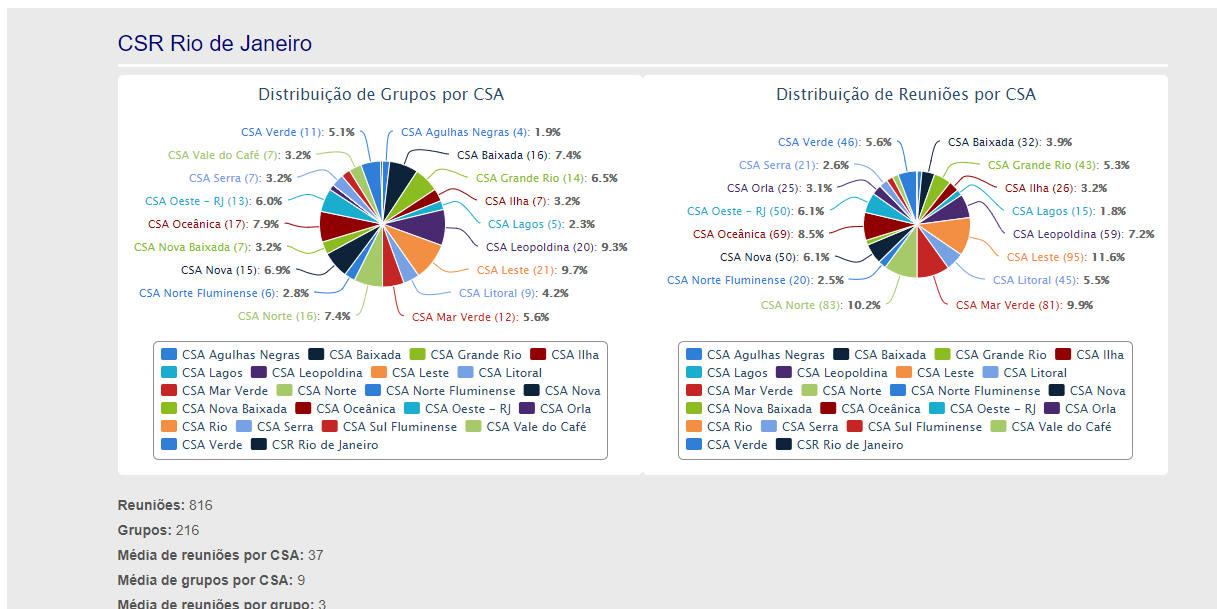 CSR Rio de Janeiro
Distribuição de Grupos por CSA
CSA Verde (11): 5.1%
CSA Agulhas Negras (4): 1.9%
CSA Vale do Café (7): 3.2%
CSA Baixada (16): 7.4%
CSA Serra (7): 3.2%
CSA Grande Rio (14): 6.5%
CSA Oeste - RJ (13): 6.0%
CSA Ilha (7): 3.2%
CSA Oceânica (17): 7.9%
CSA Lagos (5): 2.3%
CSA Nova Baixada (7): 3.2%
CSA Leopoldina (20): 9.3%
CSA Nova (15): 6.9%
CSA Leste (21): 9.7%
CSA Norte Fluminense (6): 2.8%
CSA Litoral (9): 4.2%
CSA Norte (16): 7.4%
CSA Mar Verde (12): 5.6%
CSA Agulhas Negras CSA Baixada CSA Grande Rio CSA Ilha
CSA Lagos CSA Leopoldina CSA Leste CSA Litoral
CSA Mar Verde CSA Norte CSA Norte Fluminense CSA Nova
CSA Nova Baixada CSA Oceânica CSA Oeste - RJ CSA Orla
CSA Rio CSA Serra CSA Sul Fluminense CSA Vale do Café
CSA Verde CSR Rio de Janeiro
Distribuição de Reuniões por CSA
CSA Verde (46): 5.6%
CSA Baixada (32): 3.9%
CSA Serra (21): 2.6%
CSA Grande Rio (43): 5.3%
CSA Orla (25): 3.1%
CSA Ilha (26): 3.2%
CSA Oeste - RJ (50): 6.1%
CSA Lagos (15): 1.8%
CSA Oceânica (69): 8.5%
CSA Leopoldina (59): 7.2%
CSA Nova (50): 6.1%
CSA Leste (95): 11.6%
CSA Norte Fluminense (20): 2.5%
CSA Litoral (45): 5.5%
CSA Norte (83): 10.2%
CSA Mar Verde (81): 9.9%
CSA Agulhas Negras CSA Baixada CSA Grande Rio CSA Ilha
CSA Lagos CSA Leopoldina CSA Leste CSA Litoral
CSA Mar Verde CSA Norte CSA Norte Fluminense CSA Nova
CSA Nova Baixada CSA Oceânica CSA Oeste - RJ CSA Orla
CSA Rio CSA Serra CSA Sul Fluminense CSA Vale do Café
CSA Verde CSR Rio de Janeiro
Reuniões: 816
Grupos: 216
Média de reuniões por CSA: 37
Média de grupos por CSA: 9
Média de reuniões por grupo: 3